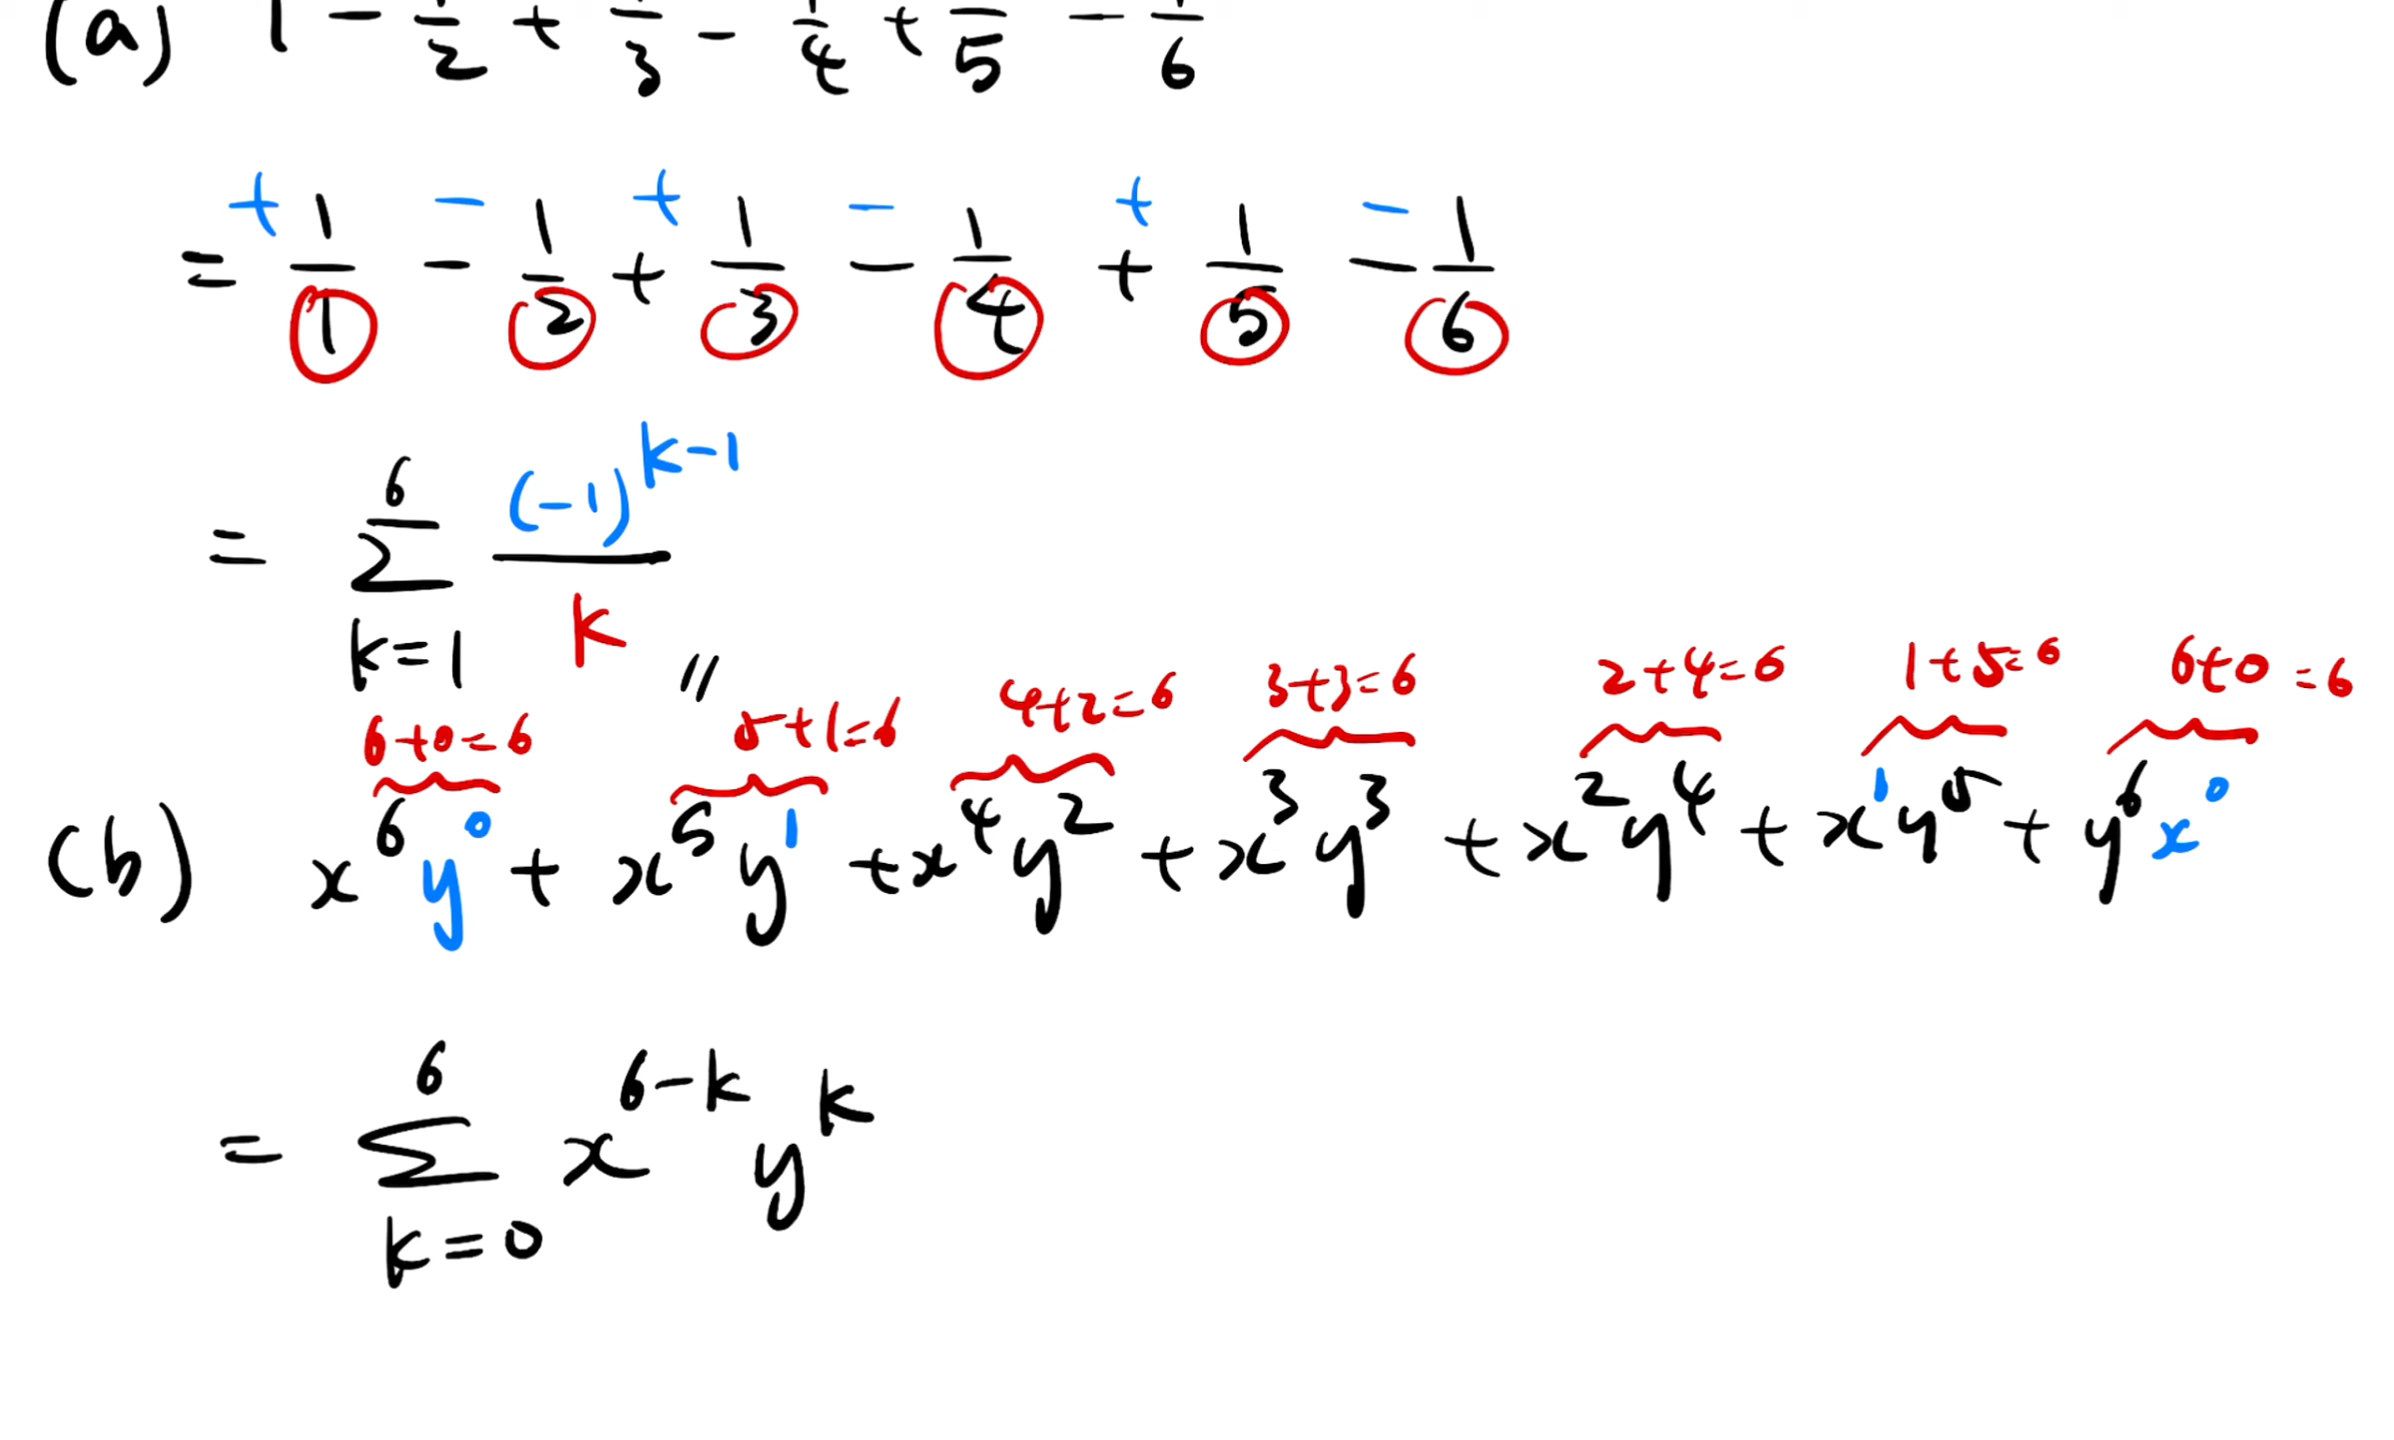 (a) 1 - 1/2 + 1/3 - 1/4 + 1/5 - 1/6
+ - + - + -
= 1/1 - 1/2 + 1/3 - 1/4 + 1/5 - 1/6
= 6 Σ k=1 (-1)^(k-1) / k //
6+0=6 5+1=6 4+2=6 3+3=6 2+4=6 1+5=6 6+0=6
(b) x^6 y^0 + x^5 y^1 + x^4 y^2 + x^3 y^3 + x^2 y^4 + x^1 y^5 + y^6 x^0
= 6 Σ k=0 x^(6-k) y^k